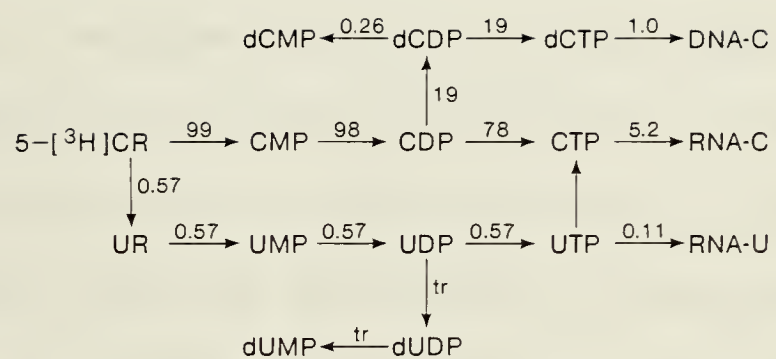 dCMP 0.26 dCDP 19 dCTP 1.0 DNA-C
19
5-[³H]CR 99 CMP 98 CDP 78 CTP 5.2 RNA-C
0.57
UR 0.57 UMP 0.57 UDP 0.57 UTP 0.11 RNA-U
tr
dUMP tr dUDP